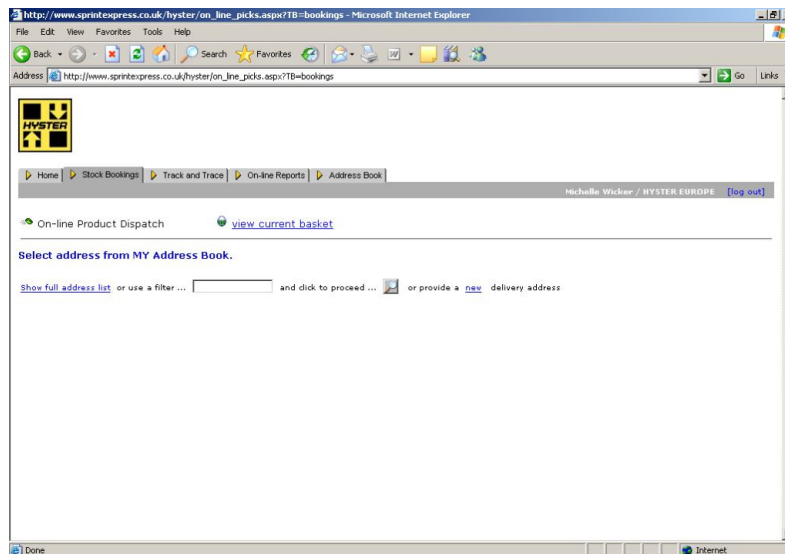 http://www.sprintexpress.co.uk/hyster/on_line_picks.aspx?TB=bookings - Microsoft Internet Explorer
File Edit View Favorites Tools Help
Back Search Favorites
Address http://www.sprintexpress.co.uk/hyster/on_line_picks.aspx?TB=bookings Go Links
HYSTER
Home Stock Bookings Track and Trace On-line Reports Address Book
Michelle Wicker / HYSTER EUROPE [log out]
On-line Product Dispatch view current basket
Select address from MY Address Book.
Show full address list or use a filter ... and click to proceed ... or provide a new delivery address
Done Internet